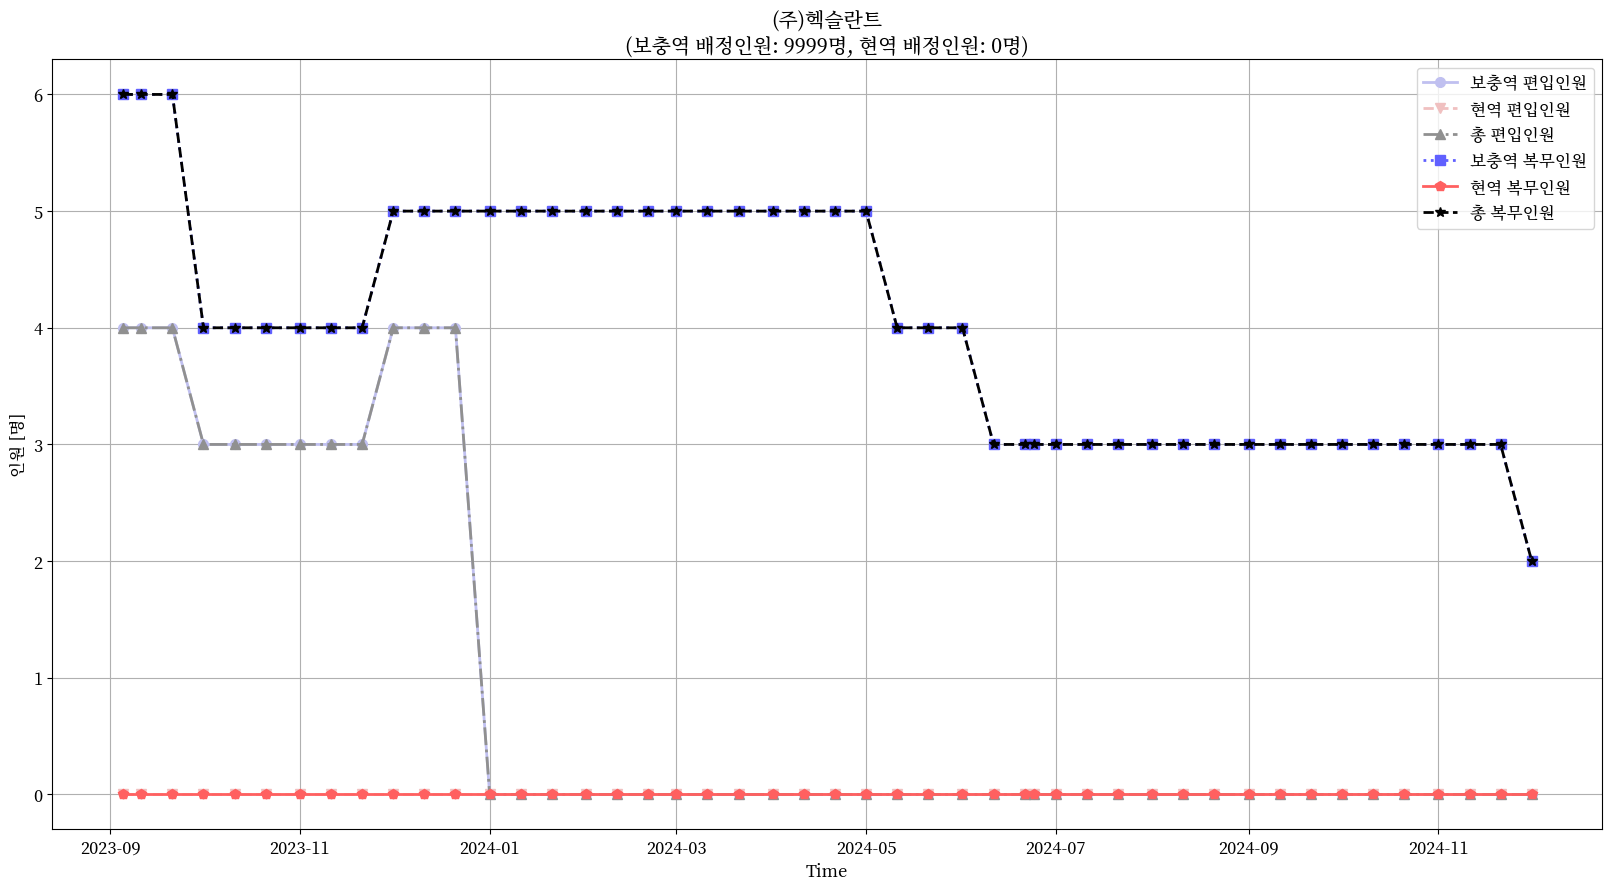 (주)헥슬란트
(보충역 배정인원: 9999명, 현역 배정인원: 0명)
보충역 편입인원
현역 편입인원
총 편입인원
보충역 복무인원
현역 복무인원
총 복무인원
인원 [명]
6
5
4
3
2
1
0
2023-09 2023-11 2024-01 2024-03 2024-05 2024-07 2024-09 2024-11
Time